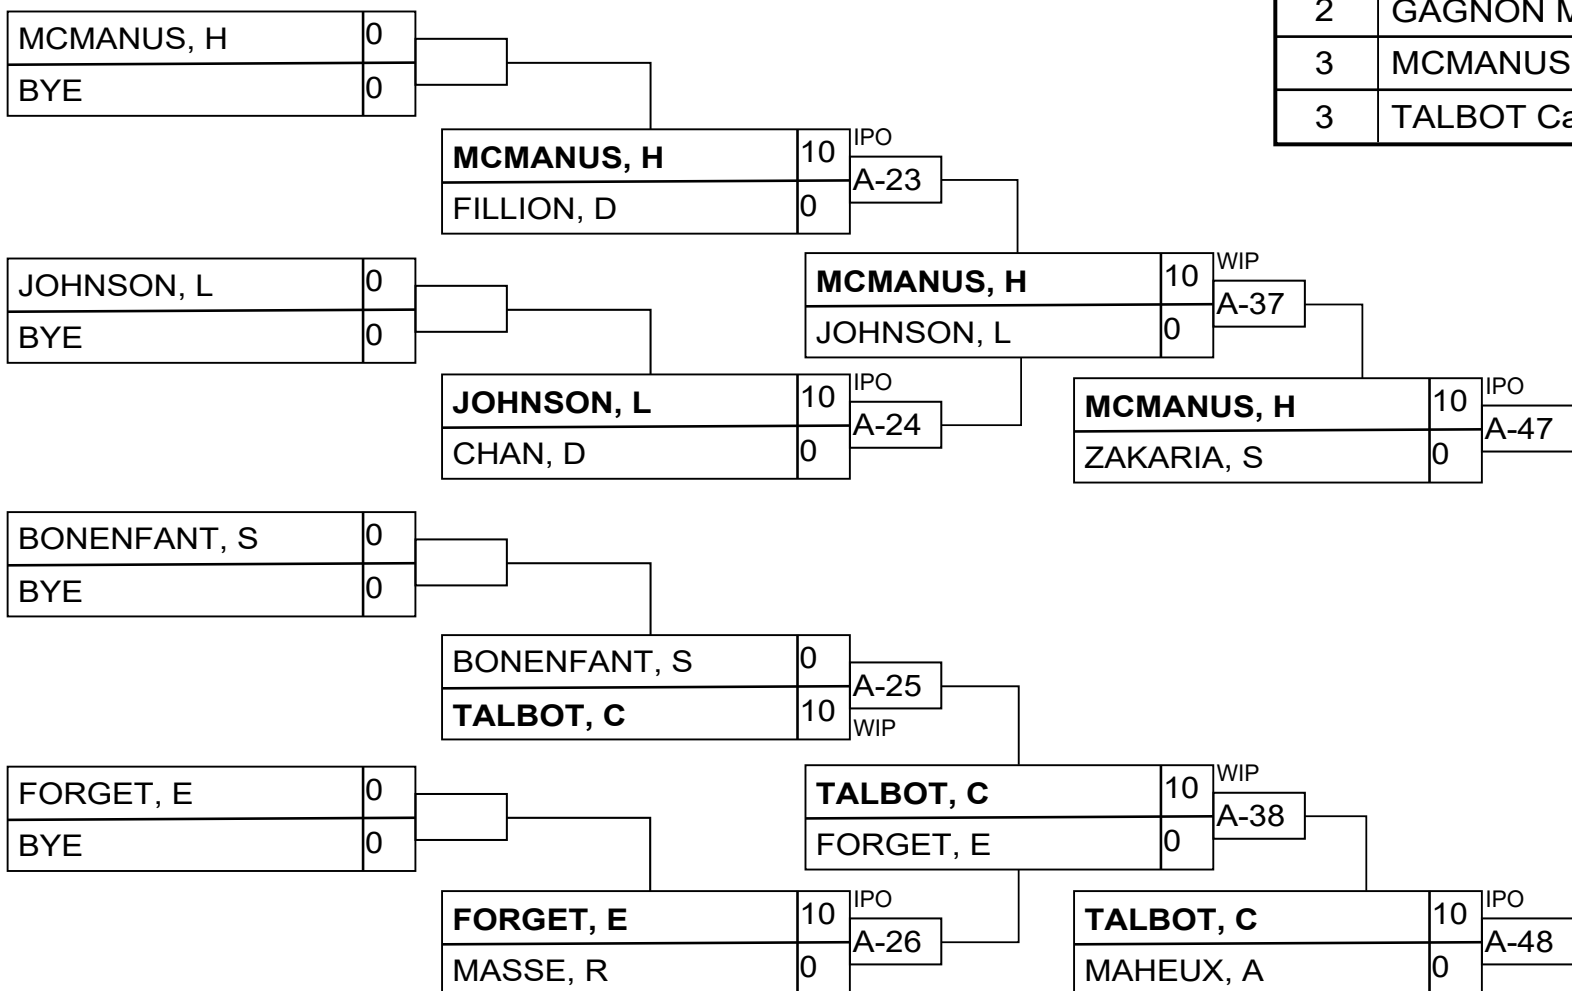 2 GAGNON M
3 MCMANUS
3 TALBOT Ca
MCMANUS, H 0
BYE 0
MCMANUS, H 10 IPO
A-23
FILLION, D 0
JOHNSON, L 0
BYE 0
MCMANUS, H 10 WIP
A-37
JOHNSON, L 0
JOHNSON, L 10 IPO
A-24
CHAN, D 0
MCMANUS, H 10 IPO
A-47
ZAKARIA, S 0
BONENFANT, S 0
BYE 0
BONENFANT, S 0
A-25
TALBOT, C 10 WIP
FORGET, E 0
BYE 0
TALBOT, C 10 WIP
A-38
FORGET, E 0
FORGET, E 10 IPO
A-26
MASSE, R 0
TALBOT, C 10 IPO
A-48
MAHEUX, A 0